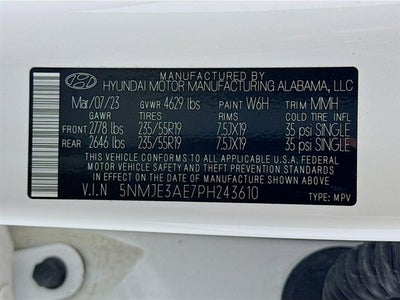 MANUFACTURED BY
HYUNDAI MOTOR MANUFACTURING ALABAMA, LLC
Mar/07/23 GVWR 4629 lbs PAINT W6H TRIM MMH
GAWR TIRES RIMS COLD TIRE INFL.
FRONT 2778 lbs 235/55R19 7.5JX19 35 psi SINGLE
REAR 2646 lbs 235/55R19 7.5JX19 35 psi SINGLE
THIS VEHICLE CONFORMS TO ALL APPLICABLE U.S.A. FEDERAL
MOTOR VEHICLE SAFETY AND THEFT PREVENTION STANDARDS
IN EFFECT ON THE DATE OF MANUFACTURE SHOWN ABOVE.
V.I.N 5NMJE3AE7PH243610
TYPE: MPV